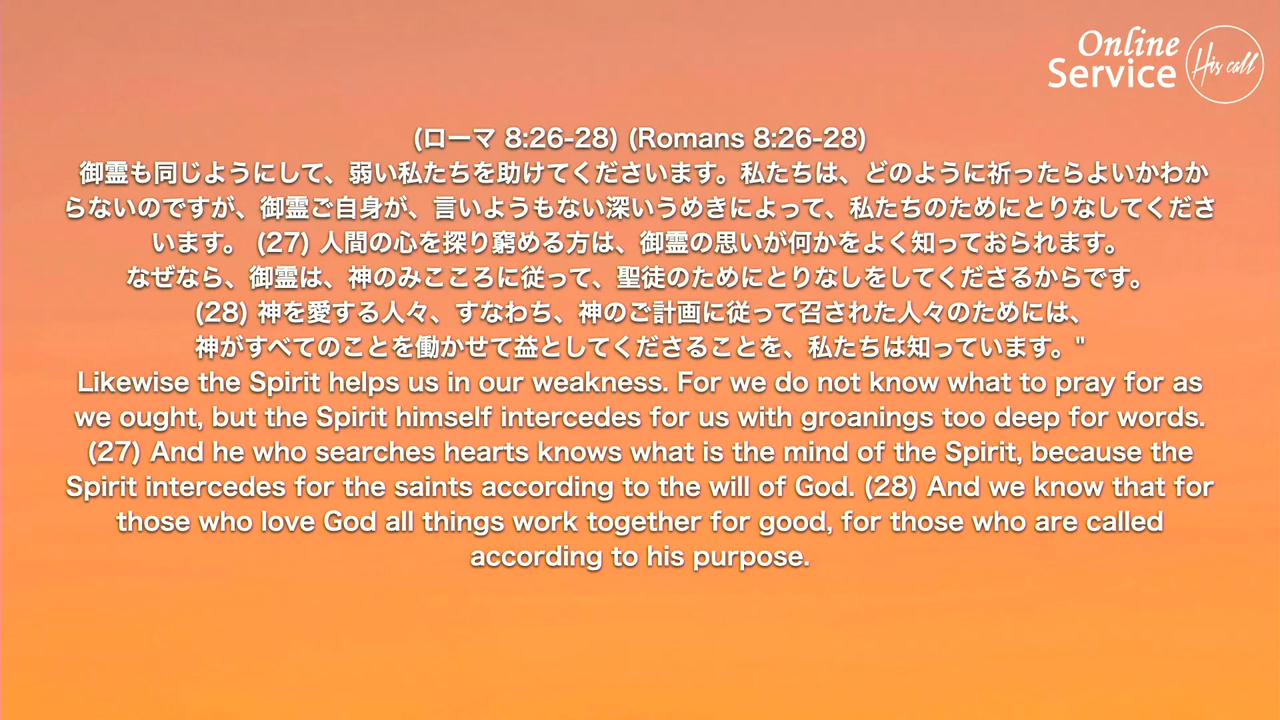 Online
Service
His call
(ローマ 8:26-28) (Romans 8:26-28)
御霊も同じようにして、弱い私たちを助けてくださいます。私たちは、どのように祈ったらよいかわか
らないのですが、御霊ご自身が、言いようもない深いうめきによって、私たちのためにとりなしてくださ
います。 (27) 人間の心を探り窮める方は、御霊の思いが何かをよく知っておられます。
なぜなら、御霊は、神のみこころに従って、聖徒のためにとりなしをしてくださるからです。
(28) 神を愛する人々、すなわち、神のご計画に従って召された人々のためには、
神がすべてのことを働かせて益としてくださることを、私たちは知っています。"
Likewise the Spirit helps us in our weakness. For we do not know what to pray for as
we ought, but the Spirit himself intercedes for us with groanings too deep for words.
(27) And he who searches hearts knows what is the mind of the Spirit, because the
Spirit intercedes for the saints according to the will of God. (28) And we know that for
those who love God all things work together for good, for those who are called
according to his purpose.